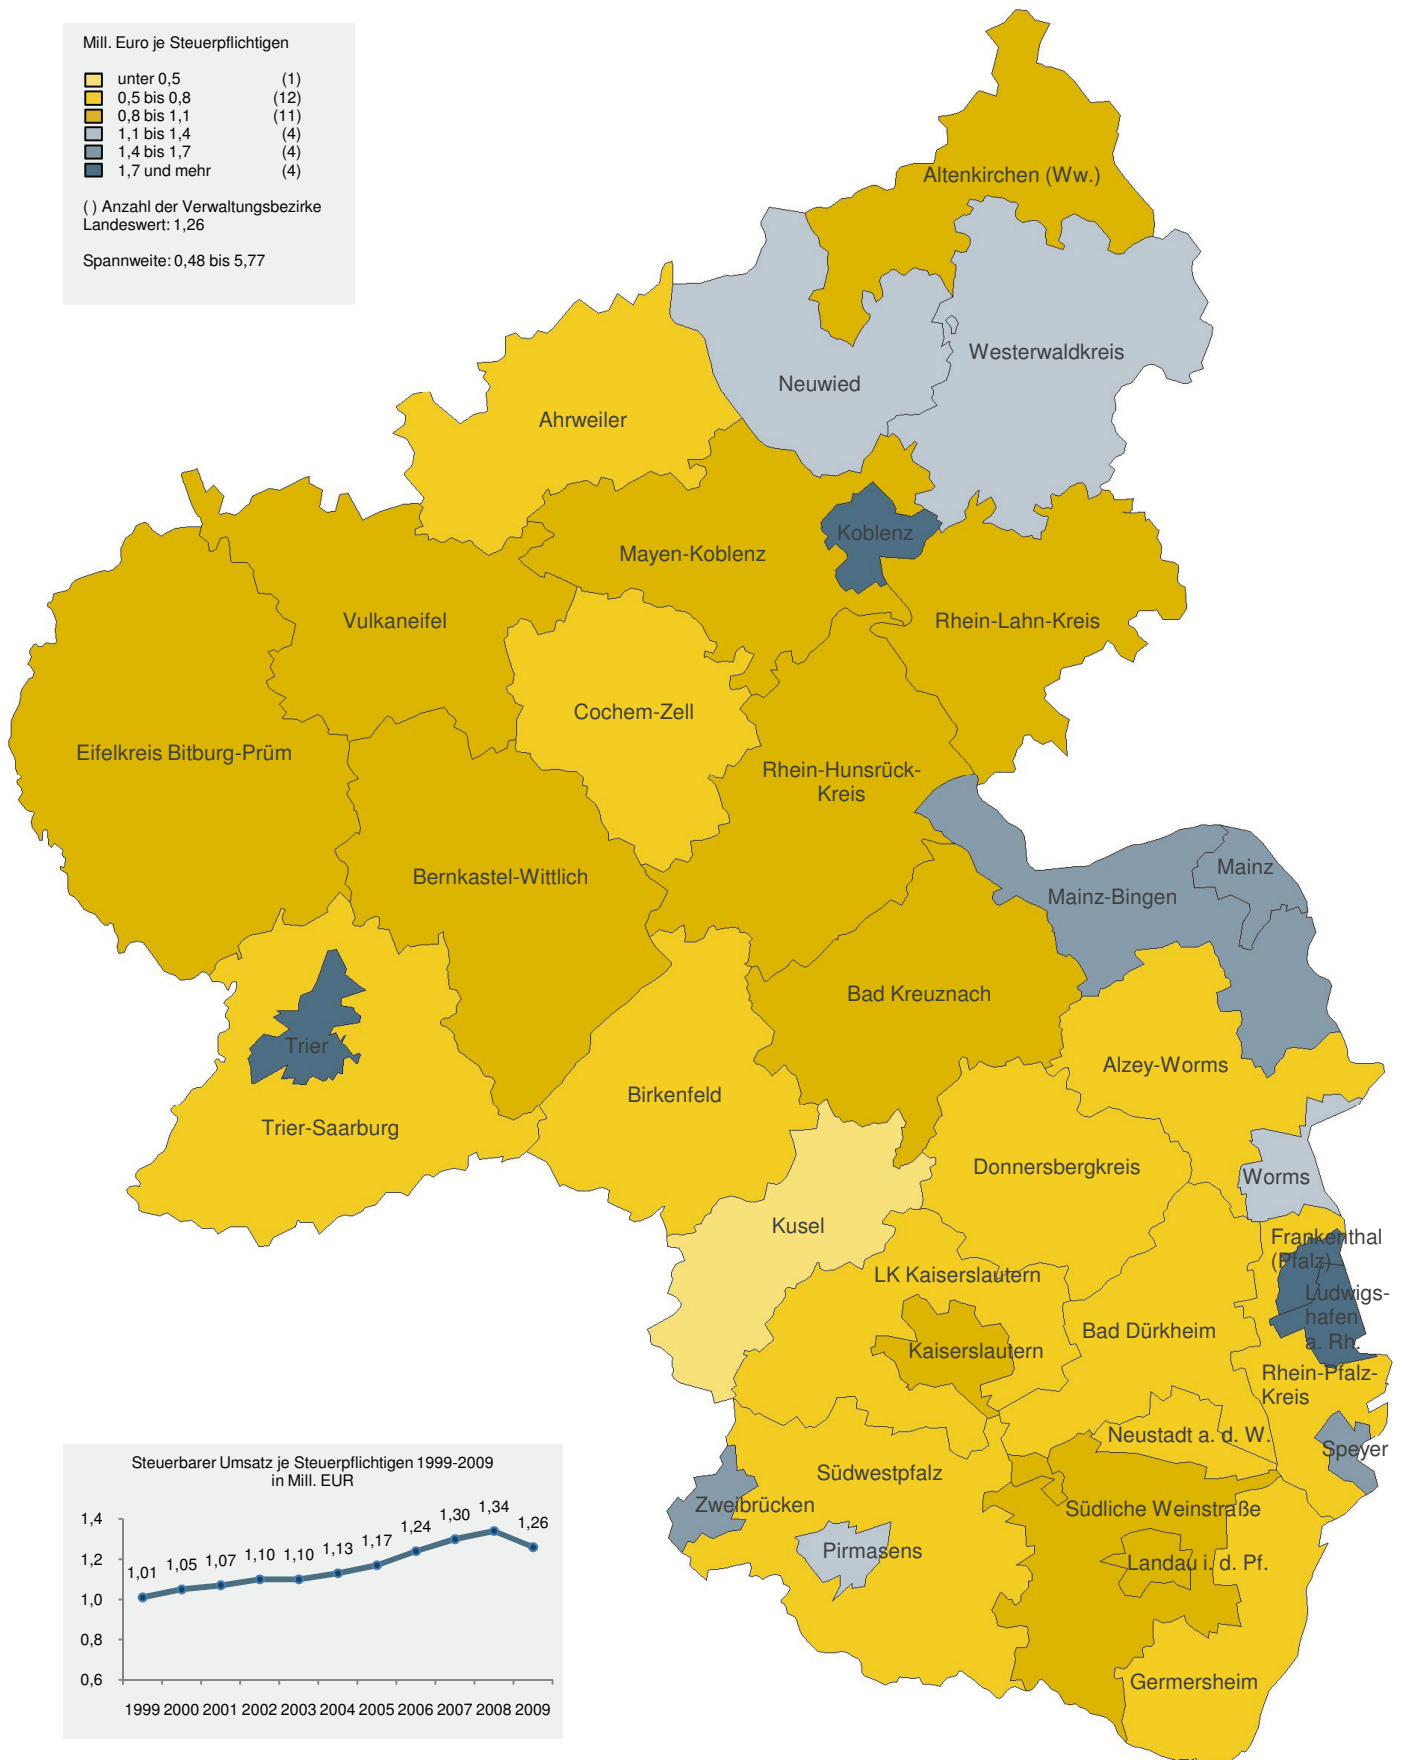 Mill. Euro je Steuerpflichtigen
unter 0,5 (1)
0,5 bis 0,8 (12)
0,8 bis 1,1 (11)
1,1 bis 1,4 (4)
1,4 bis 1,7 (4)
1,7 und mehr (4)
( ) Anzahl der Verwaltungsbezirke
Landeswert: 1,26
Spannweite: 0,48 bis 5,77
Altenkirchen (Ww.)
Westerwaldkreis
Neuwied
Ahrweiler
Koblenz
Mayen-Koblenz
Vulkaneifel
Rhein-Lahn-Kreis
Cochem-Zell
Eifelkreis Bitburg-Prüm
Rhein-Hunsrück-
Kreis
Mainz
Bernkastel-Wittlich
Mainz-Bingen
Bad Kreuznach
Trier
Alzey-Worms
Birkenfeld
Trier-Saarburg
Donnersbergkreis
Worms
Kusel
Frankenthal
(Pfalz)
LK Kaiserslautern
Ludwigs-
hafen
a. Rh.
Bad Dürkheim
Kaiserslautern
Rhein-Pfalz-
Kreis
Neustadt a. d. W.
Speyer
Südwestpfalz
Zweibrücken
Südliche Weinstraße
Pirmasens
Landau i. d. Pf.
Germersheim
Steuerbarer Umsatz je Steuerpflichtigen 1999-2009
in Mill. EUR
1,4
1,2
1,0
0,8
0,6
1,01 1,05 1,07 1,10 1,10 1,13 1,17 1,24 1,30 1,34 1,26
1999 2000 2001 2002 2003 2004 2005 2006 2007 2008 2009